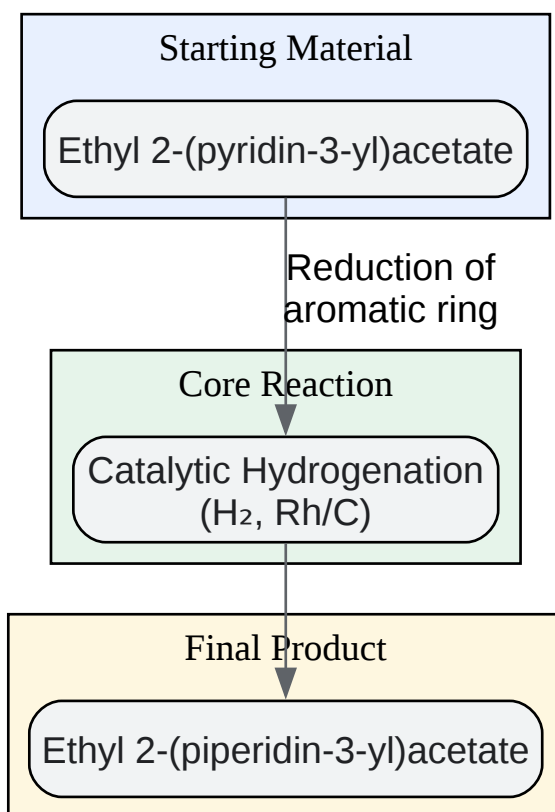 Starting Material
Ethyl 2-(pyridin-3-yl)acetate
Reduction of
aromatic ring
Core Reaction
Catalytic Hydrogenation
(H₂, Rh/C)
Final Product
Ethyl 2-(piperidin-3-yl)acetate